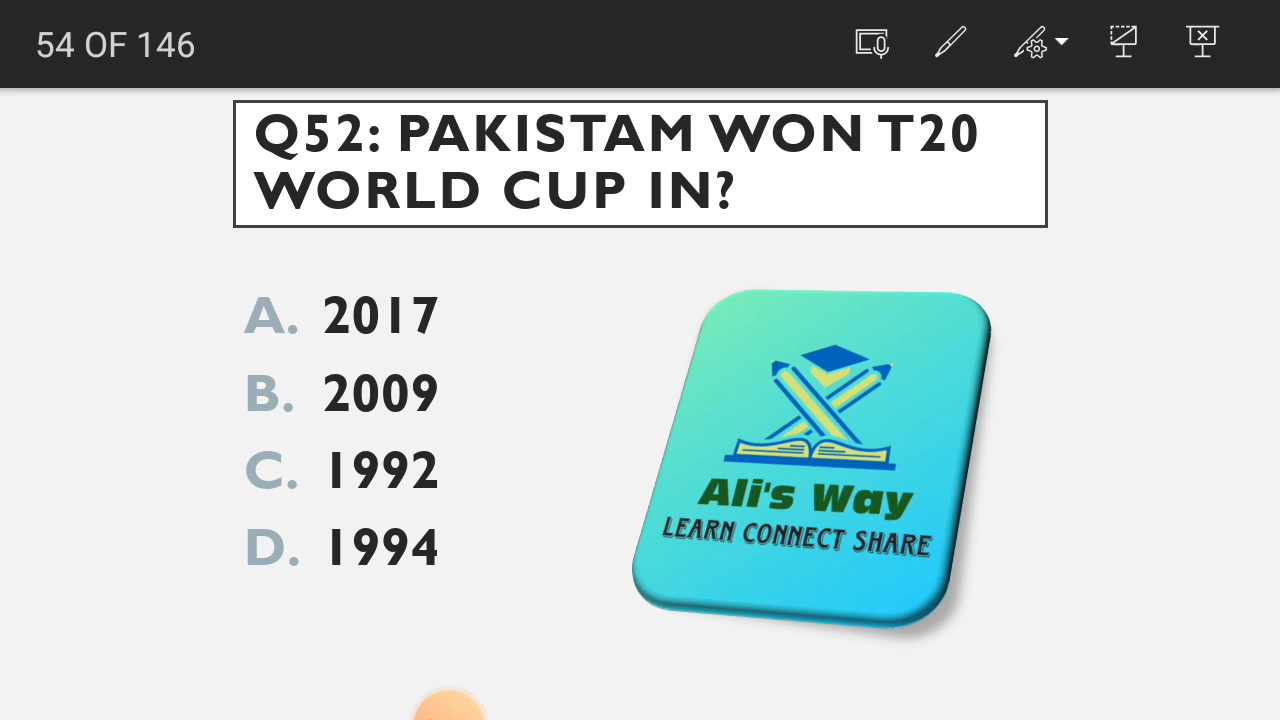 54 OF 146
Q52: PAKISTAM WON T20
WORLD CUP IN?
A. 2017
B. 2009
C. 1992
D. 1994
Ali's Way
LEARN CONNECT SHARE